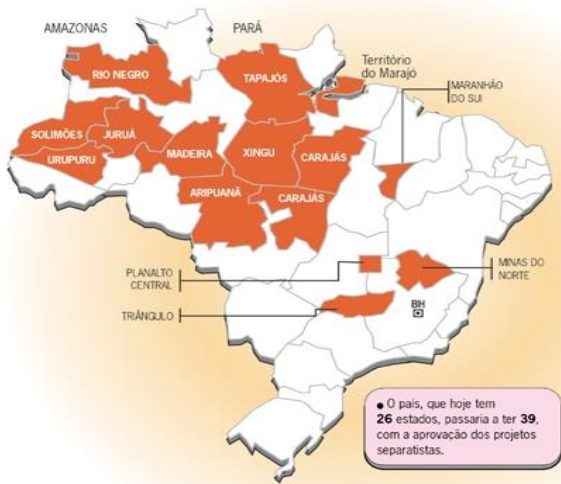 AMAZONAS
PARÁ
Território
do Marajó
RIO NEGRO
TAPAJÓS
MARANHÃO
DO SUl
SOLIMÕES
JURUÁ
MADEIRA
XINGU
CARAJÁS
URUPURU
ARIPUANÃ
CARAJÁS
PLANALTO
CENTRAL
MINAS DO
NORTE
TRIÂNGULO
BH
• O país, que hoje tem
26 estados, passaria a ter 39,
com a aprovação dos projetos
separatistas.